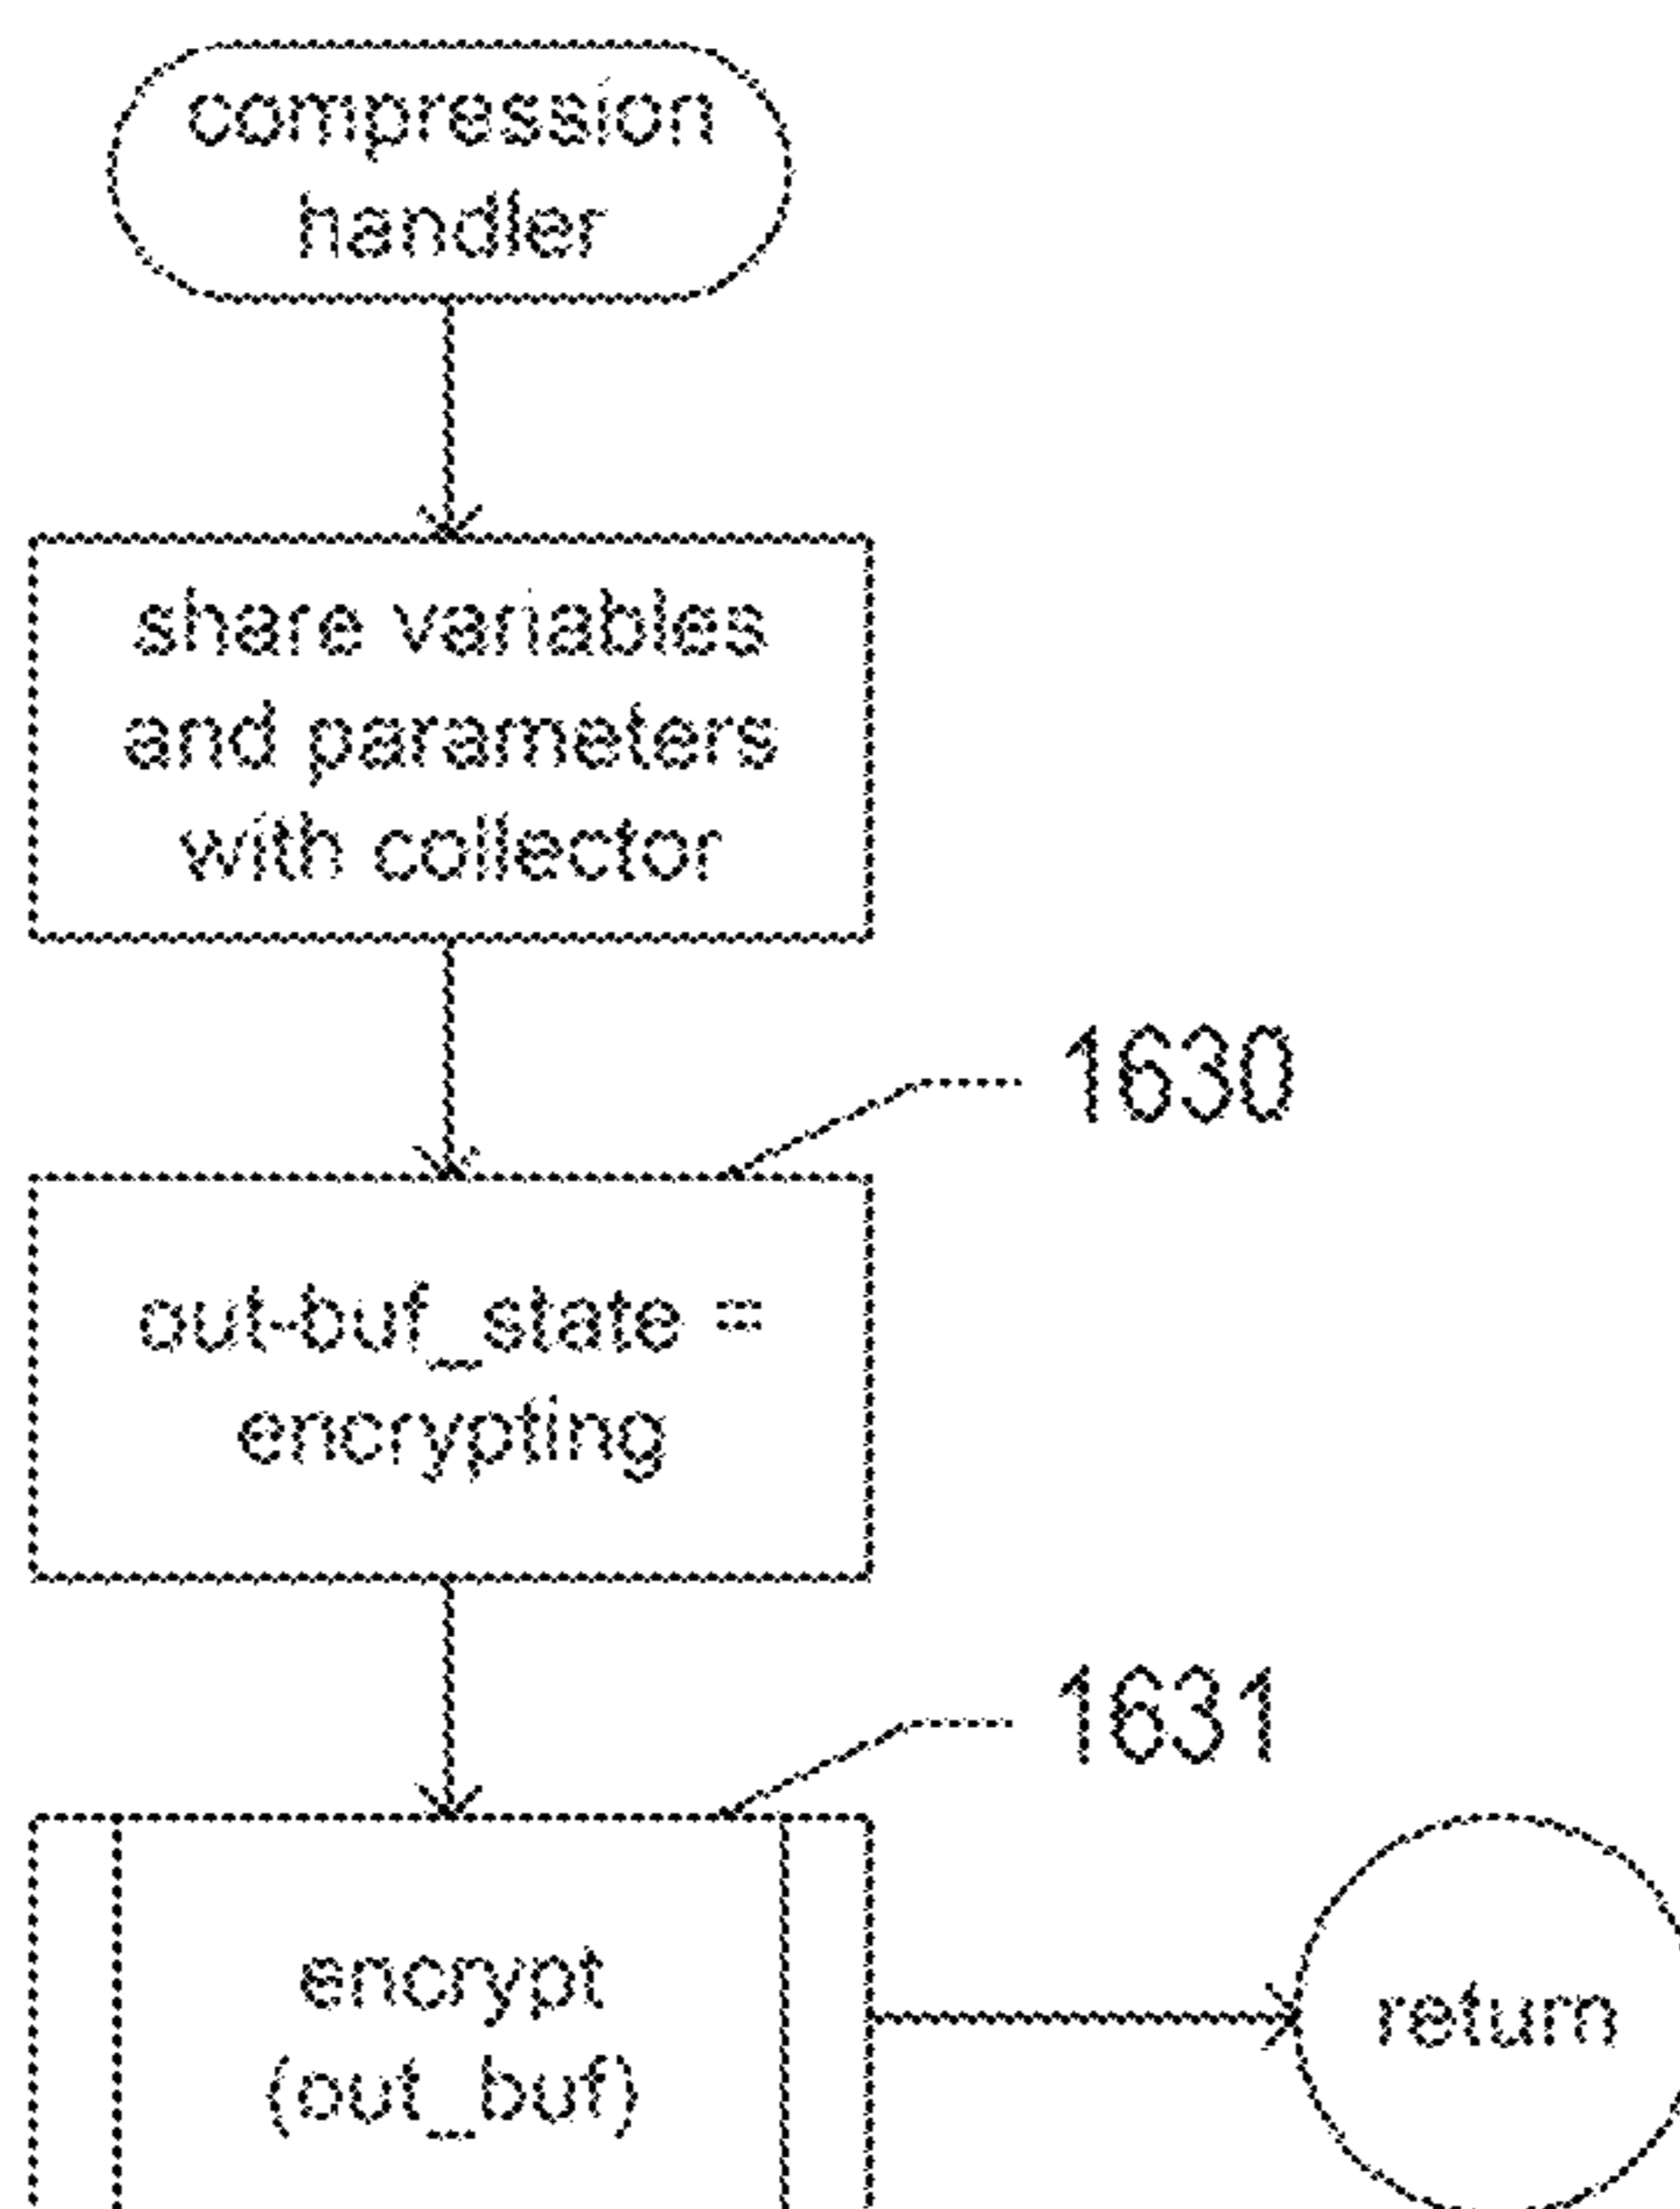 compression
handler
share variables
and parameters
with collector
1630
out-buf_state =
encrypting
1631
encrypt
(out_buf)
return